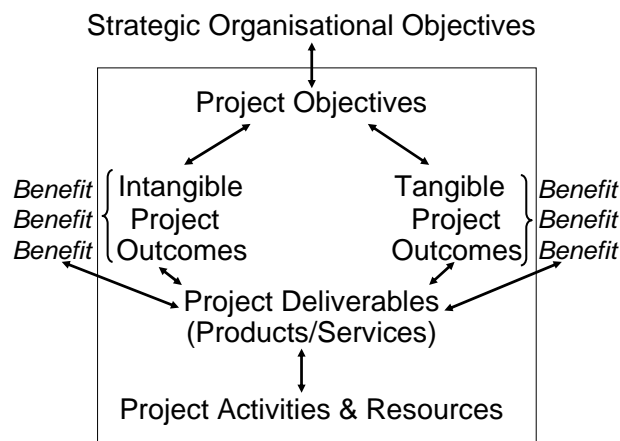 Strategic Organisational Objectives
Project Objectives
Benefit Intangible Tangible Benefit
Benefit Project Project Benefit
Benefit Outcomes Outcomes Benefit
Project Deliverables
(Products/Services)
Project Activities & Resources